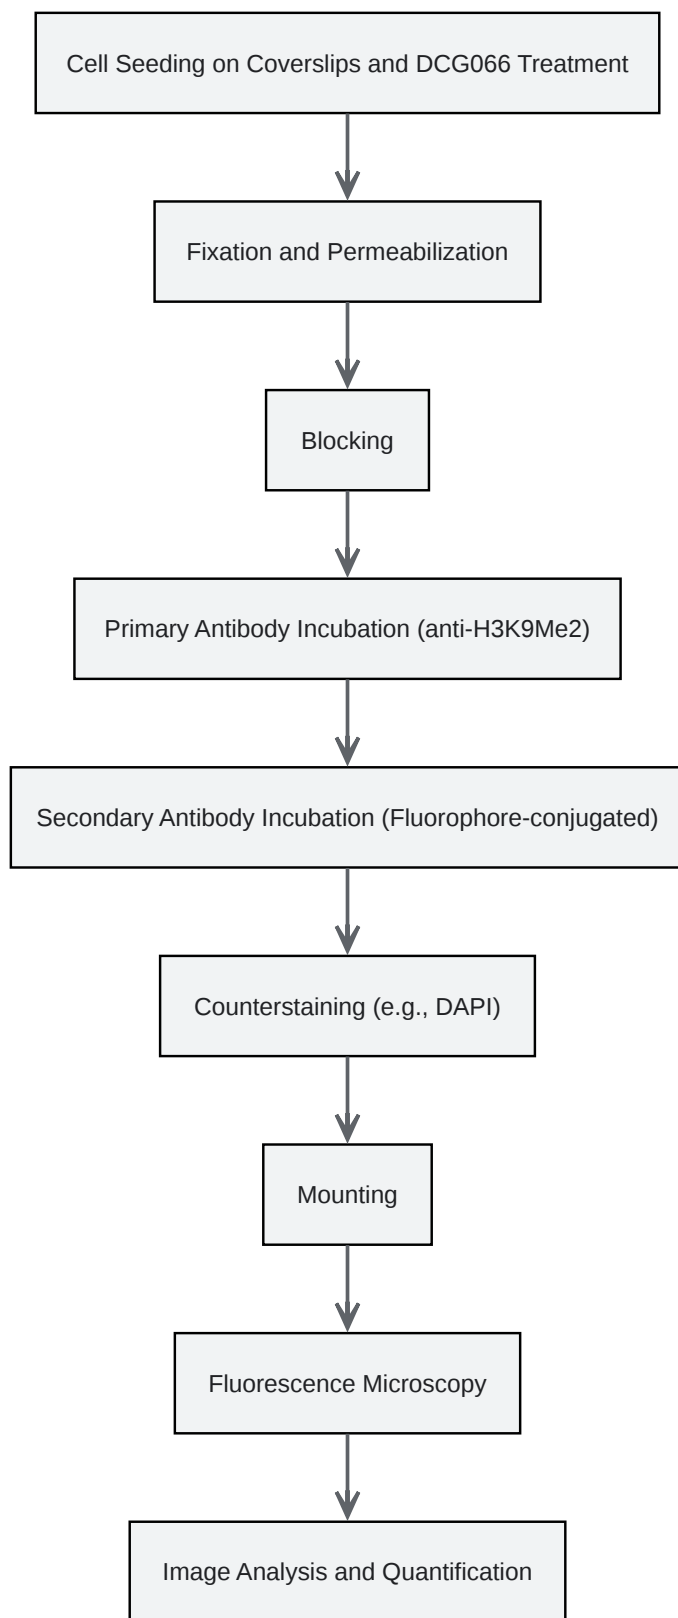 Cell Seeding on Coverslips and DCG066 Treatment
Fixation and Permeabilization
Blocking
Primary Antibody Incubation (anti-H3K9Me2)
Secondary Antibody Incubation (Fluorophore-conjugated)
Counterstaining (e.g., DAPI)
Mounting
Fluorescence Microscopy
Image Analysis and Quantification